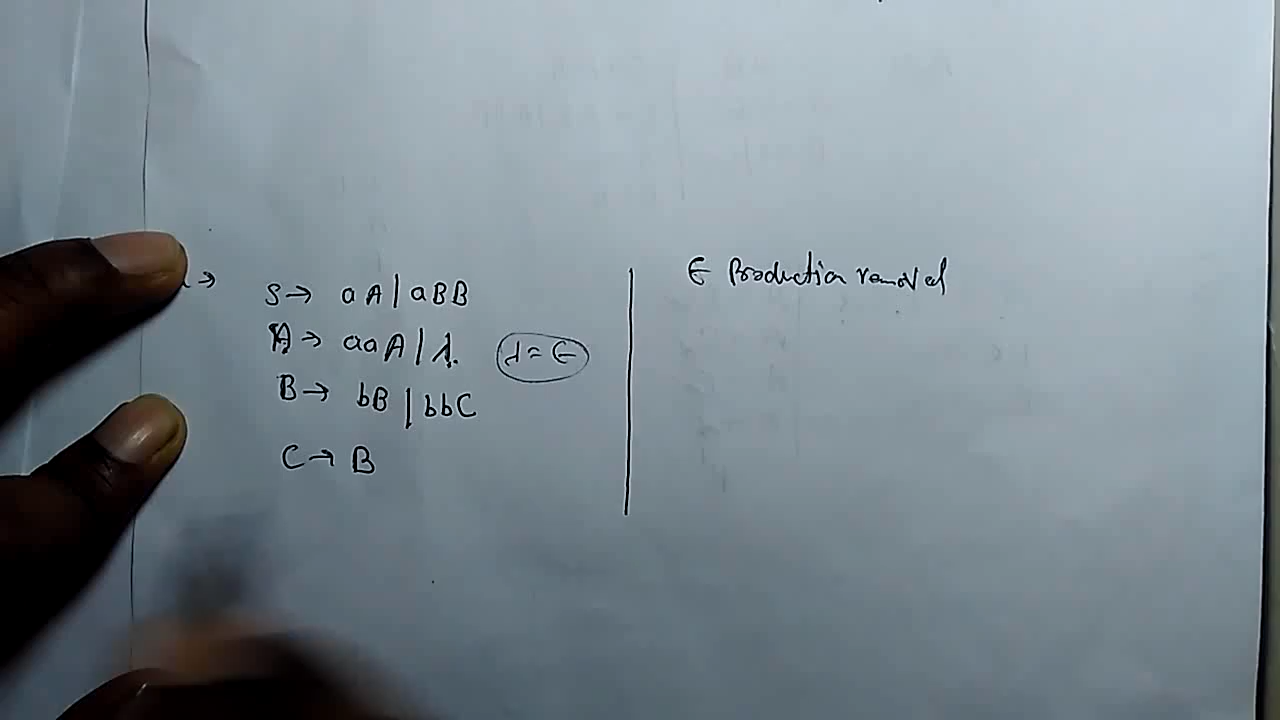 S → aA | aBB
A → aaA | λ.
λ = ϵ
B → bB | bbC
C → B
ϵ Production removal